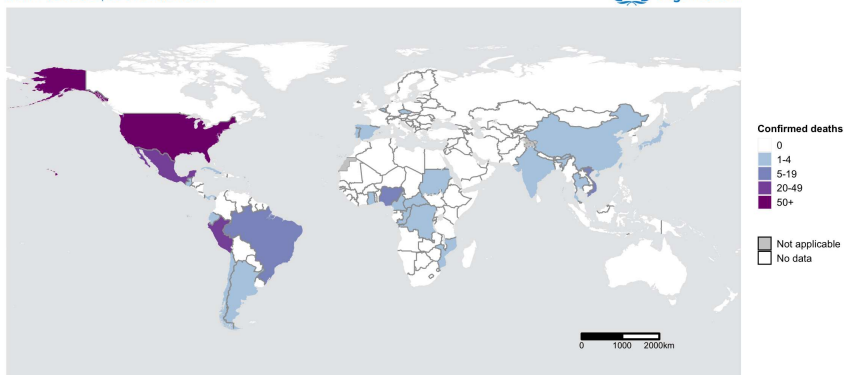 Confirmed deaths
0
1-4
5-19
20-49
50+
Not applicable
No data
0 1000 2000km